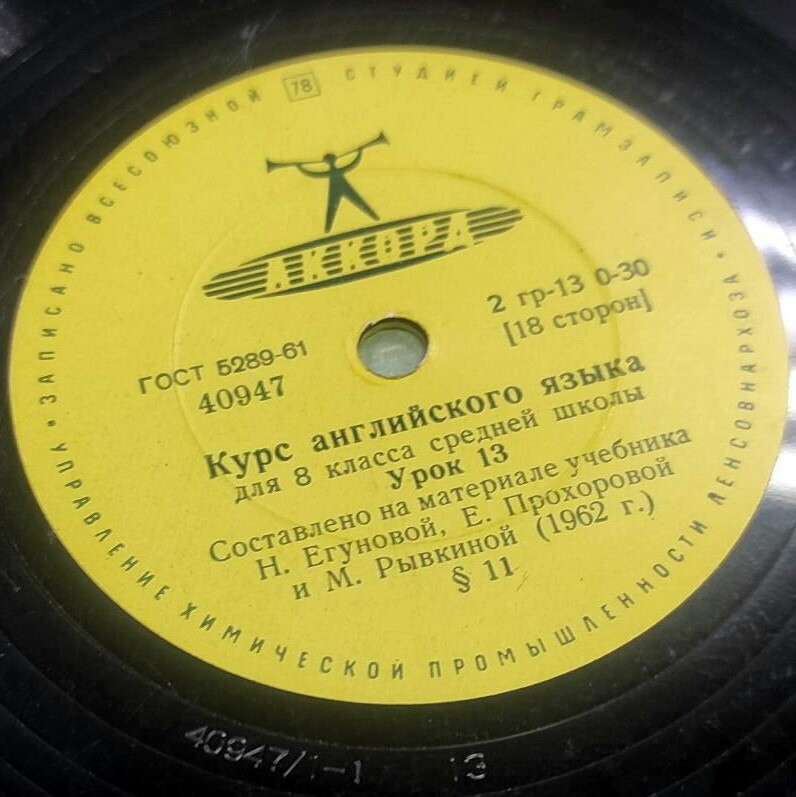 ЗАПИСАНО ВСЕСОЮЗНОЙ 78 СТУДИЕЙ ГРАМЗАПИСИ
АККОРД
ГОСТ 5289-61
40947
2 гр-13 0-30
[18 сторон]
Курс английского языка
для 8 класса средней школы
Урок 13
Составлено на материале учебника
Н. Егуновой, Е. Прохоровой
и М. Рывкиной (1962 г.)
§ 11
• УПРАВЛЕНИЕ ХИМИЧЕСКОЙ ПРОМЫШЛЕННОСТИ ЛЕНСОВНАРХОЗА •
40947/1-1 13